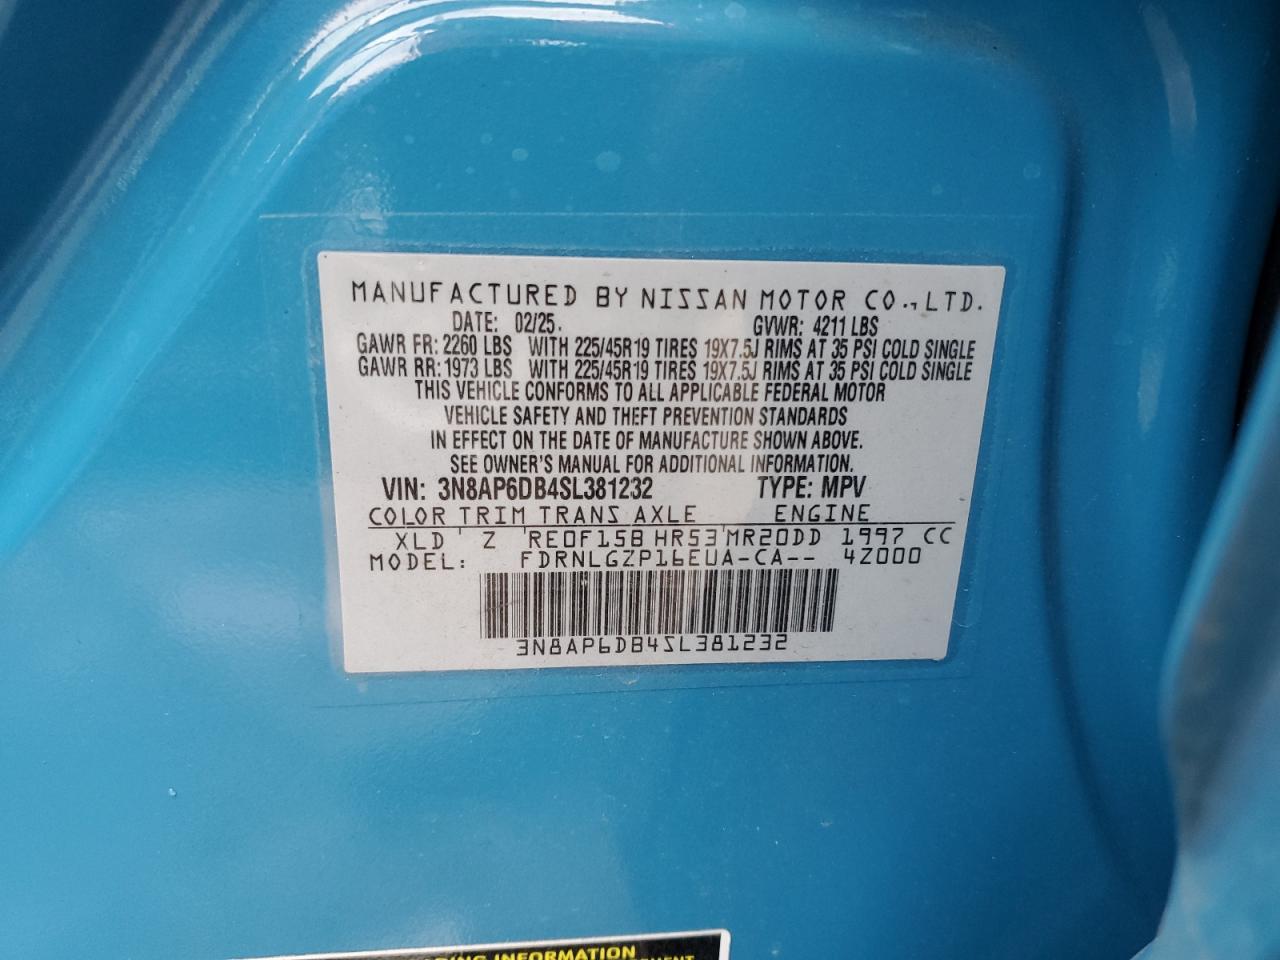 MANUFACTURED BY NISSAN MOTOR CO., LTD.
DATE: 02/25. GVWR: 4211 LBS
GAWR FR: 2260 LBS WITH 225/45R19 TIRES 19X7.5J RIMS AT 35 PSI COLD SINGLE
GAWR RR: 1973 LBS WITH 225/45R19 TIRES 19X7.5J RIMS AT 35 PSI COLD SINGLE
THIS VEHICLE CONFORMS TO ALL APPLICABLE FEDERAL MOTOR
VEHICLE SAFETY AND THEFT PREVENTION STANDARDS
IN EFFECT ON THE DATE OF MANUFACTURE SHOWN ABOVE.
SEE OWNER'S MANUAL FOR ADDITIONAL INFORMATION.
VIN: 3N8AP6DB4SL381232 TYPE: MPV
COLOR TRIM TRANS AXLE ENGINE
XLD Z RE0F15B HR53 MR20DD 1997 CC
MODEL: FDRNLGZP16EUA-CA-- 4Z000
3N8AP6DB4SL381232
INFORMATION